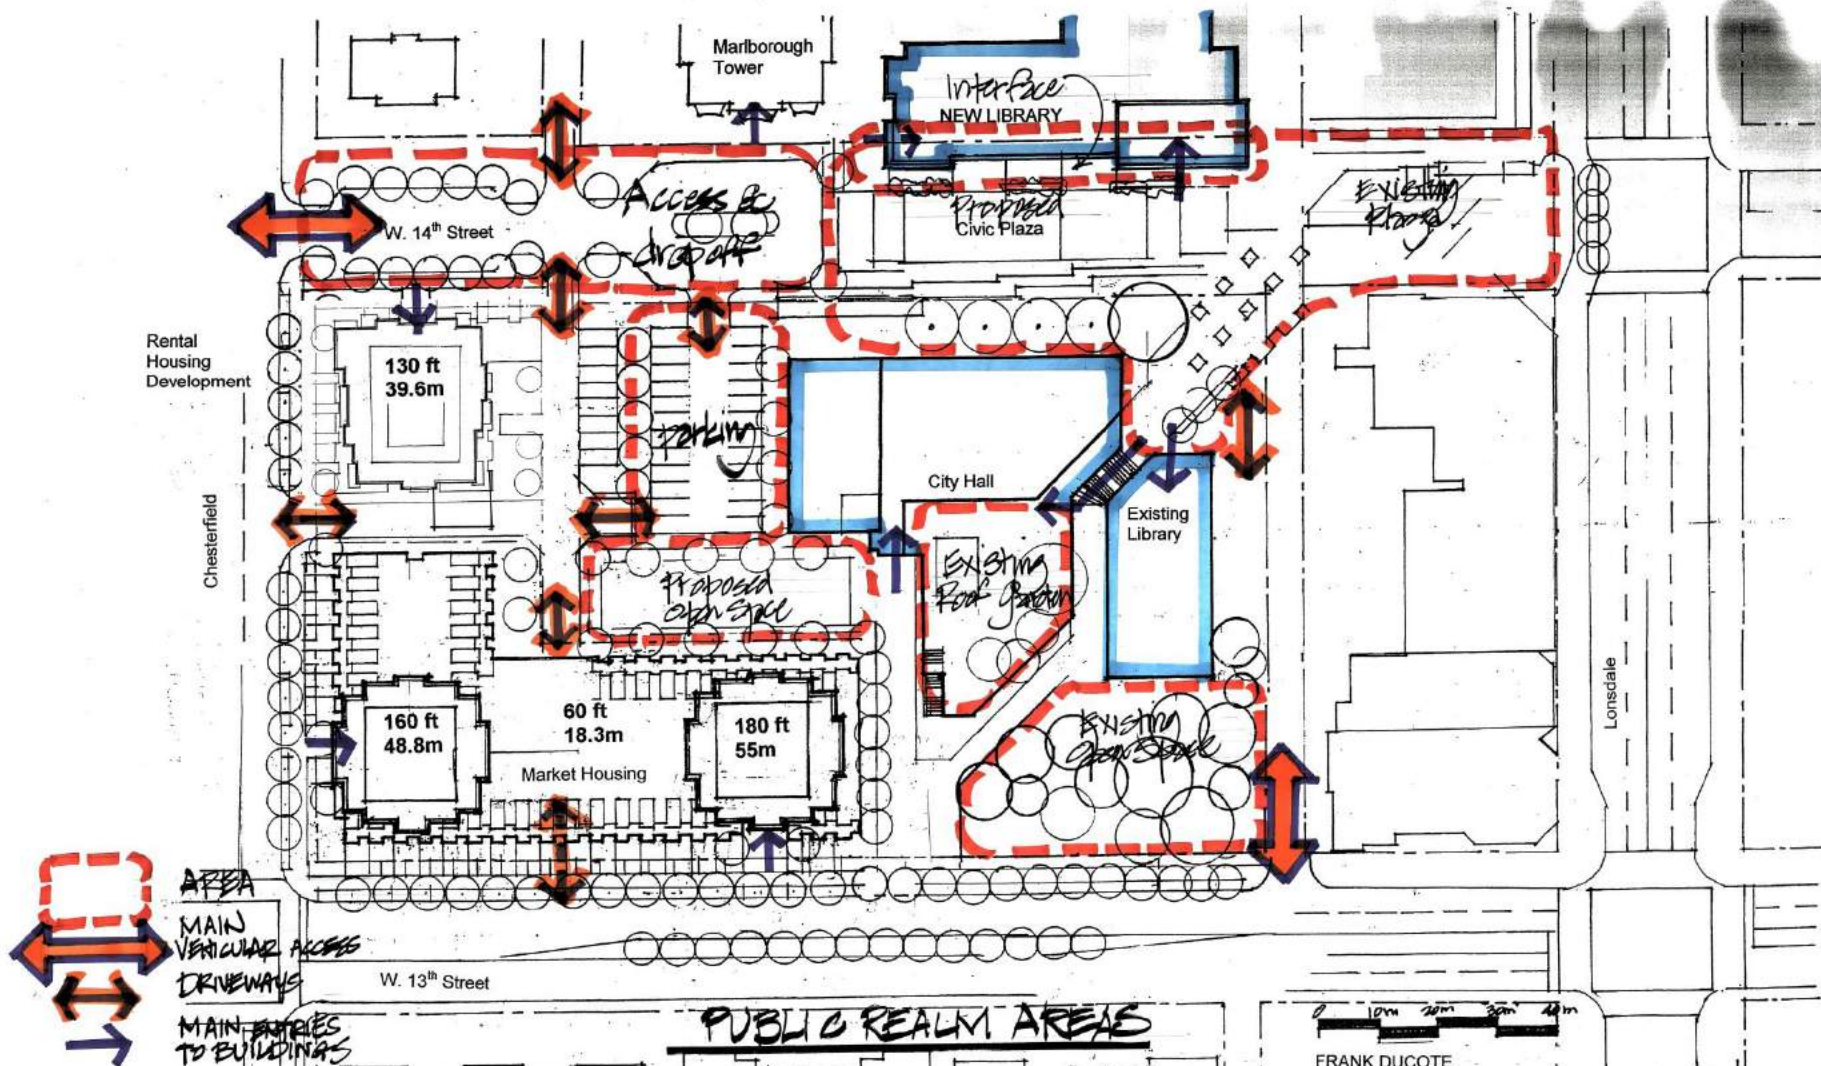 Marlborough
Tower
Interface
NEW LIBRARY
Access &
drop off
W. 14th Street
Proposed
Civic Plaza
Existing
Plaza
Rental
Housing
Development
130 ft
39.6m
parking
City Hall
Existing
Library
Chesterfield
Existing
Roof Garden
Proposed
Open Space
160 ft
48.8m
60 ft
18.3m
180 ft
55m
Market Housing
Existing
Open Space
Lonsdale
AREA
MAIN
VEHICULAR ACCESS
DRIVEWAYS
MAIN ENTRIES
TO BUILDINGS
W. 13th Street
PUBLIC REALM AREAS
0 10m 20m 30m 40m
FRANK DUCOTE